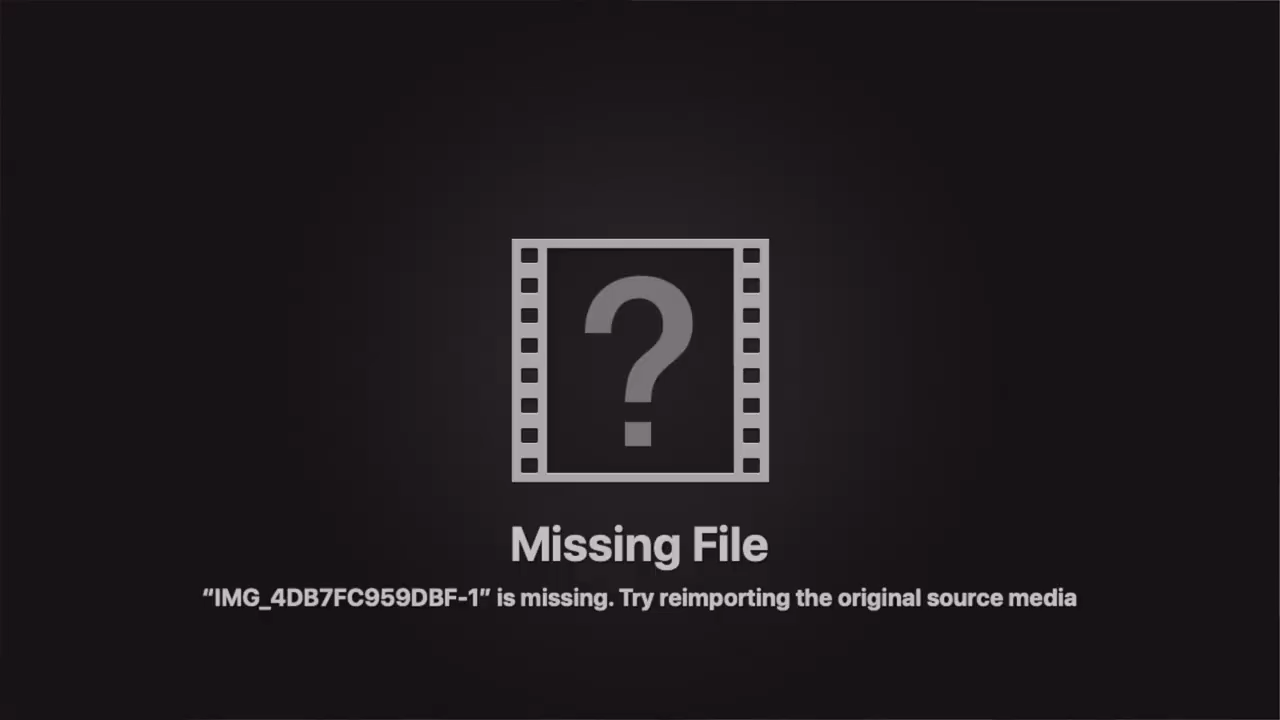 ?
Missing File
“IMG_4DB7FC959DBF-1” is missing. Try reimporting the original source media